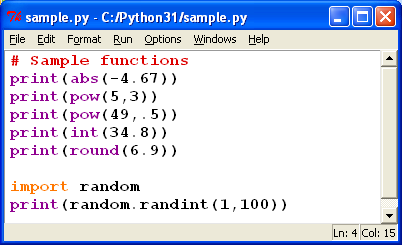 sample.py - C:/Python31/sample.py
File Edit Format Run Options Windows Help
# Sample functions
print(abs(-4.67))
print(pow(5,3))
print(pow(49,.5))
print(int(34.8))
print(round(6.9))
import random
print(random.randint(1,100))
Ln: 4 Col: 15